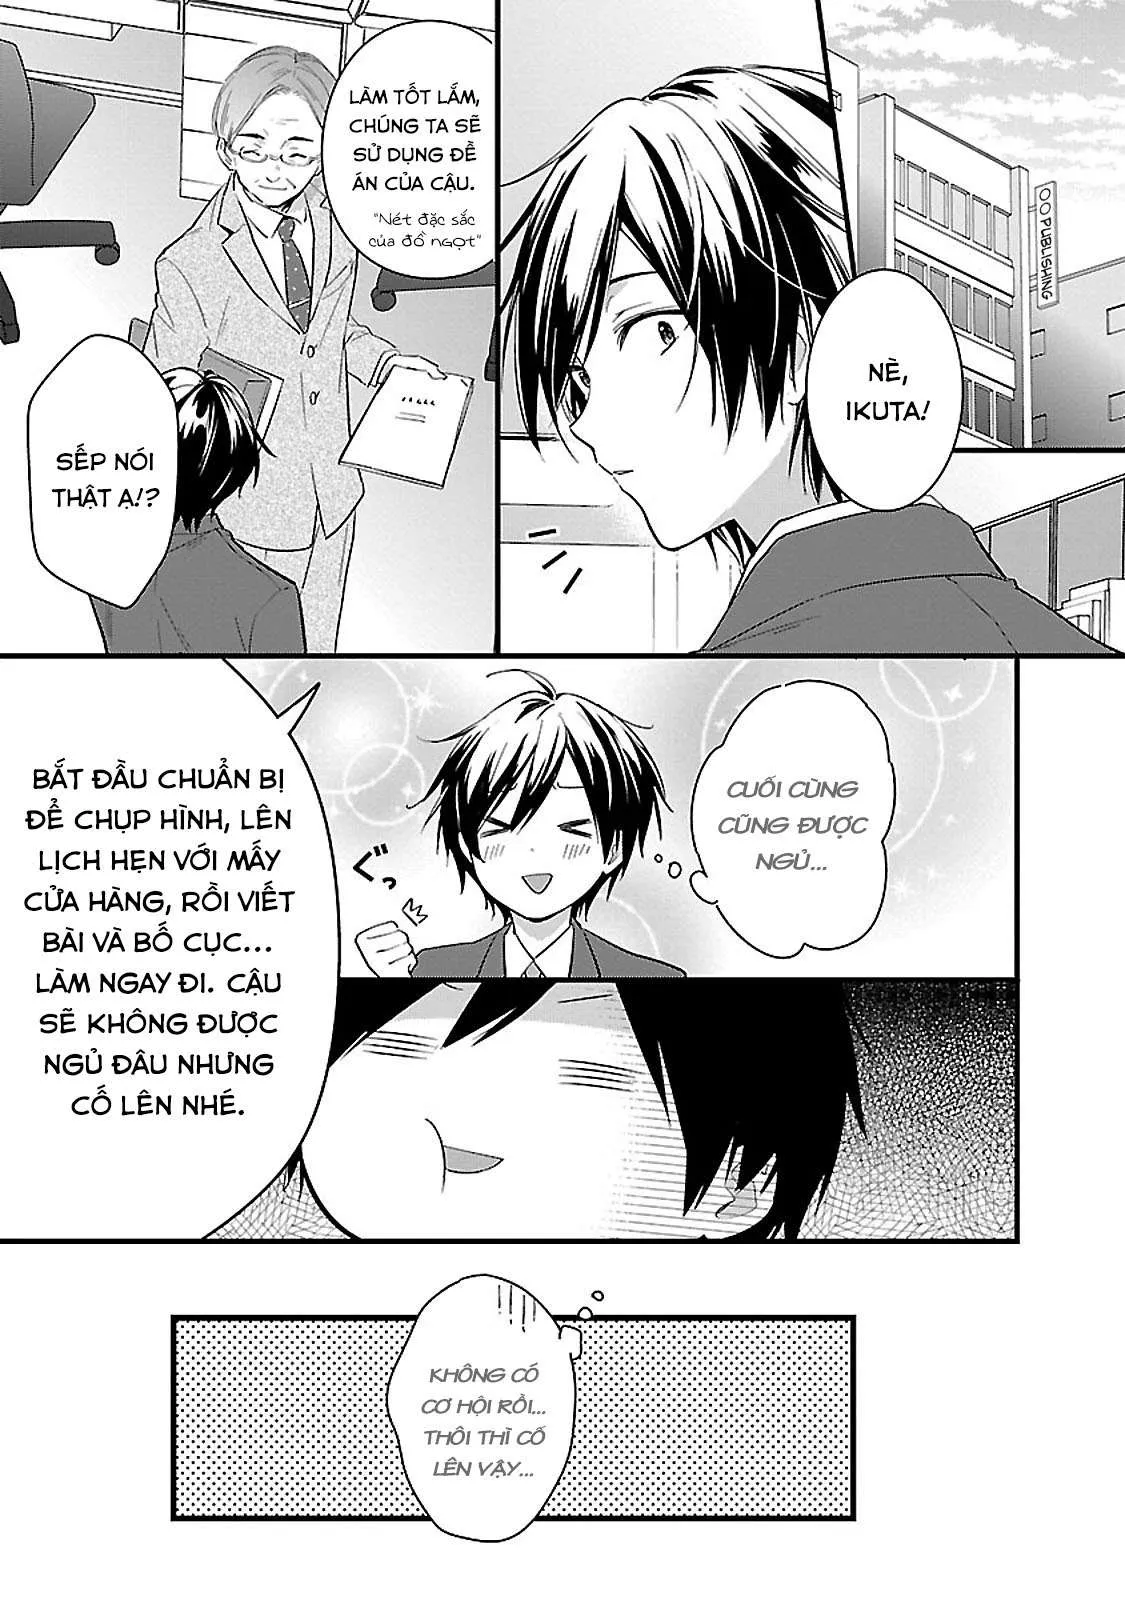 OO PUBLISHING
NÈ,
IKUTA!
LÀM TỐT LẮM,
CHÚNG TA SẼ
SỬ DỤNG ĐỀ
ÁN CỦA CẬU.
"Nét đặc sắc
của đồ ngọt"
SẾP NÓI
THẬT Ạ!?
CUỐI CÙNG
CŨNG ĐƯỢC
NGỦ...
ぐっ
BẮT ĐẦU CHUẨN BỊ
ĐỂ CHỤP HÌNH, LÊN
LỊCH HẸN VỚI MẤY
CỬA HÀNG, RỒI VIẾT
BÀI VÀ BỐ CỤC...
LÀM NGAY ĐI. CẬU
SẼ KHÔNG ĐƯỢC
NGỦ ĐÂU NHƯNG
CỐ LÊN NHÉ.
KHÔNG CÓ
CƠ HỘI RỒI...
THÔI THÌ CỐ
LÊN VẬY...